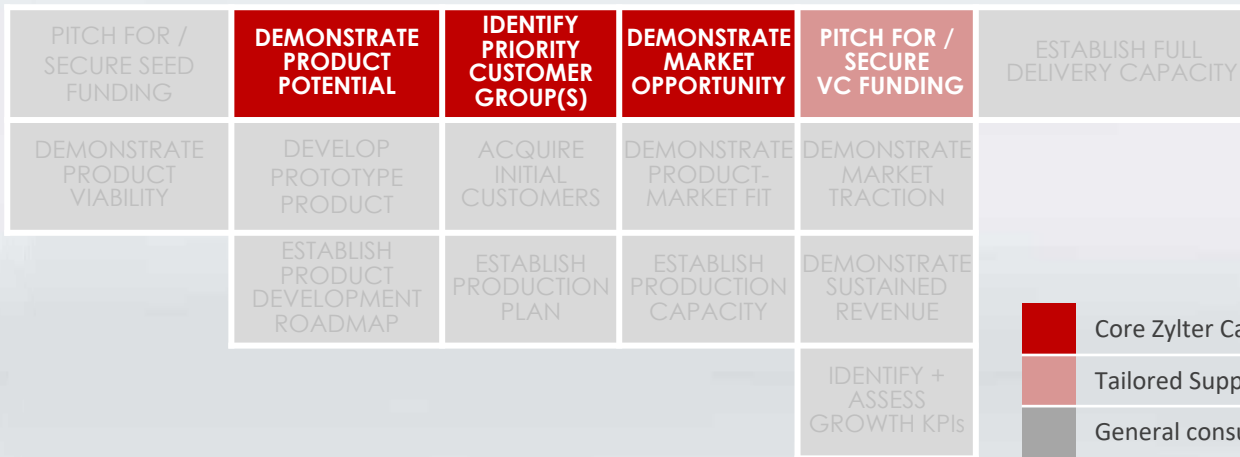 PITCH FOR /
SECURE SEED
FUNDING
DEMONSTRATE
PRODUCT
POTENTIAL
IDENTIFY
PRIORITY
CUSTOMER
GROUP(S)
DEMONSTRATE
MARKET
OPPORTUNITY
PITCH FOR /
SECURE
VC FUNDING
ESTABLISH FULL
DELIVERY CAPACITY
DEMONSTRATE
PRODUCT
VIABILITY
DEVELOP
PROTOTYPE
PRODUCT
ACQUIRE
INITIAL
CUSTOMERS
DEMONSTRATE
PRODUCT-
MARKET FIT
DEMONSTRATE
MARKET
TRACTION
ESTABLISH
PRODUCT
DEVELOPMENT
ROADMAP
ESTABLISH
PRODUCTION
PLAN
ESTABLISH
PRODUCTION
CAPACITY
DEMONSTRATE
SUSTAINED
REVENUE
IDENTIFY +
ASSESS
GROWTH KPIs
Core Zylter Ca
Tailored Supp
General consu